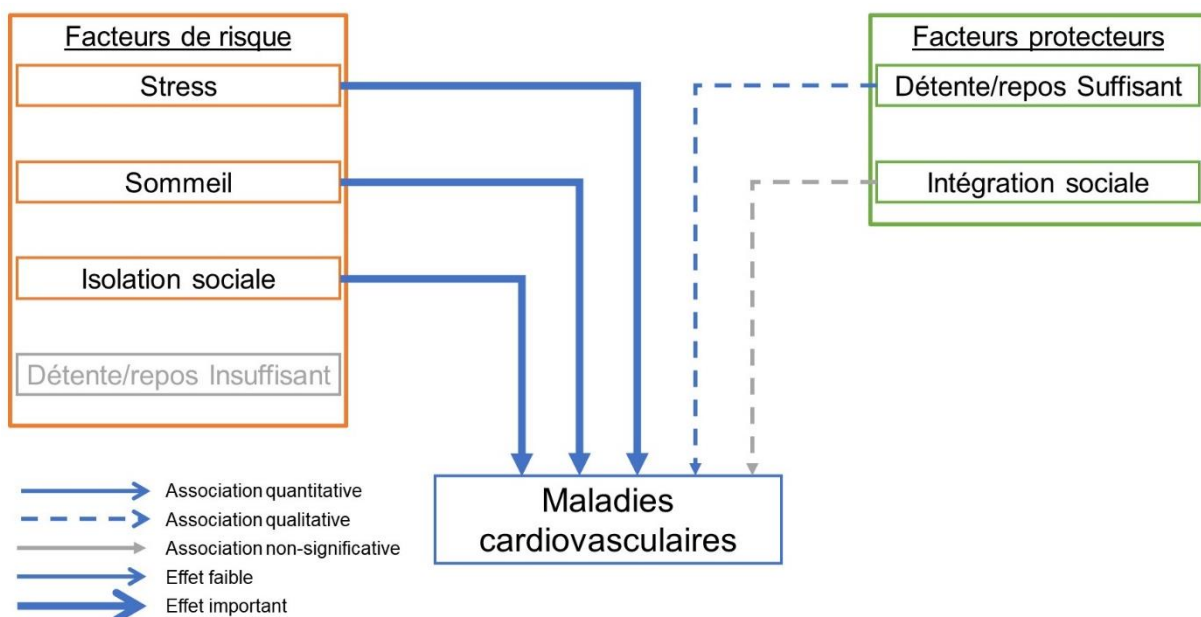 Facteurs de risque
Stress
Sommeil
Isolation sociale
Détente/repos Insuffisant
Facteurs protecteurs
Détente/repos Suffisant
Intégration sociale
Maladies
cardiovasculaires
Association quantitative
Association qualitative
Association non-significative
Effet faible
Effet important